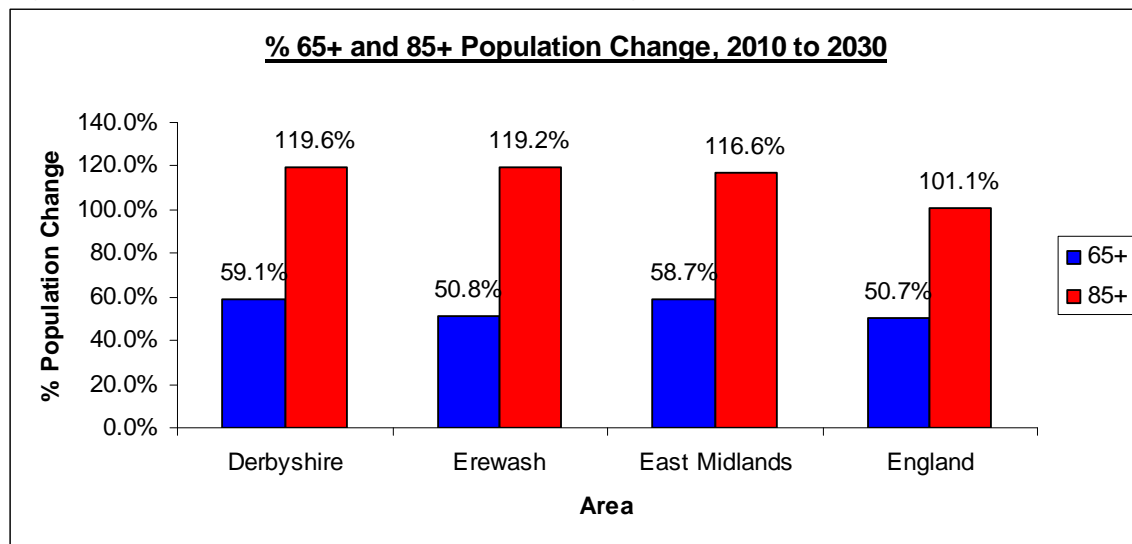 % 65+ and 85+ Population Change, 2010 to 2030
140.0%
120.0%
100.0%
80.0%
60.0%
40.0%
20.0%
0.0%
% Population Change
119.6%
119.2%
116.6%
101.1%
59.1%
50.8%
58.7%
50.7%
65+
85+
Derbyshire
Erewash
East Midlands
England
Area